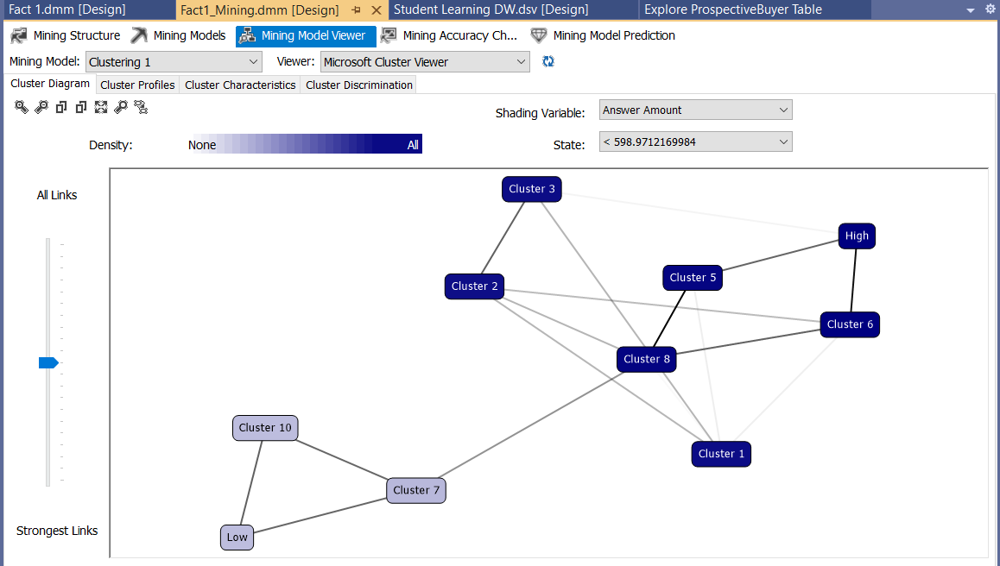 Fact 1.dmm [Design] Fact1_Mining.dmm [Design] Student Learning DW.dsv [Design] Explore ProspectiveBuyer Table
Mining Structure Mining Models Mining Model Viewer Mining Accuracy Ch... Mining Model Prediction
Mining Model: Clustering 1 Viewer: Microsoft Cluster Viewer
Cluster Diagram Cluster Profiles Cluster Characteristics Cluster Discrimination
Shading Variable: Answer Amount
Density: None All State: < 598.9712169984
All Links
Cluster 3
High
Cluster 5
Cluster 2
Cluster 6
Cluster 8
Cluster 10
Cluster 1
Cluster 7
Strongest Links
Low